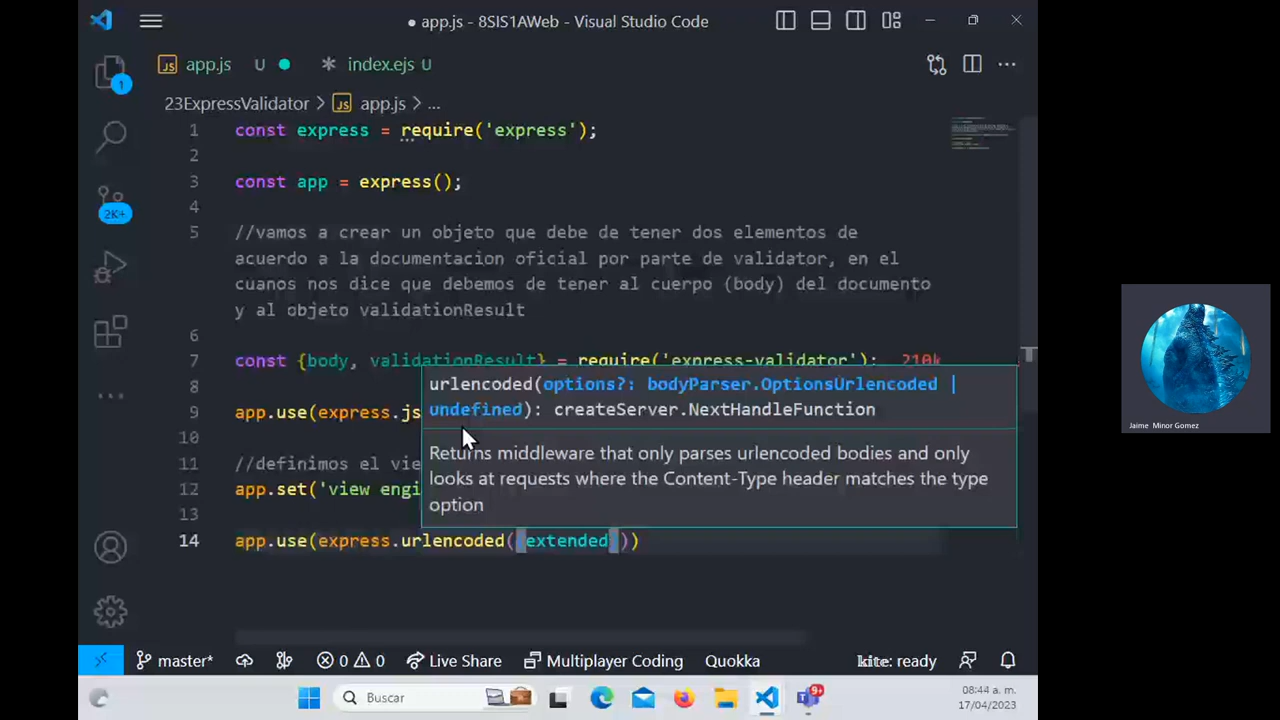 app.js - 8SIS1AWeb - Visual Studio Code
app.js U index.ejs U
1
23ExpressValidator > app.js > ...
1 const express = require('express');
2
3 const app = express();
4
5 //vamos a crear un objeto que debe de tener dos elementos de
acuerdo a la documentacion oficial por parte de validator, en el
cuanos nos dice que debemos de tener al cuerpo (body) del documento
y al objeto validationResult
2K+
6
7 const {body, validationResult} = require('express-validator'); 210k
8
urlencoded(options?: bodyParser.OptionsUrlencoded |
undefined): createServer.NextHandleFunction
9 app.use(express.js
10
Returns middleware that only parses urlencoded bodies and only
looks at requests where the Content-Type header matches the type
option
11 //definimos el vie
12 app.set('view engi
13
14 app.use(express.urlencoded({extended}))
Jaime Minor Gomez
master* 0 0 Live Share Multiplayer Coding Quokka kite: ready
Buscar
9+
08:44 a. m.
17/04/2023